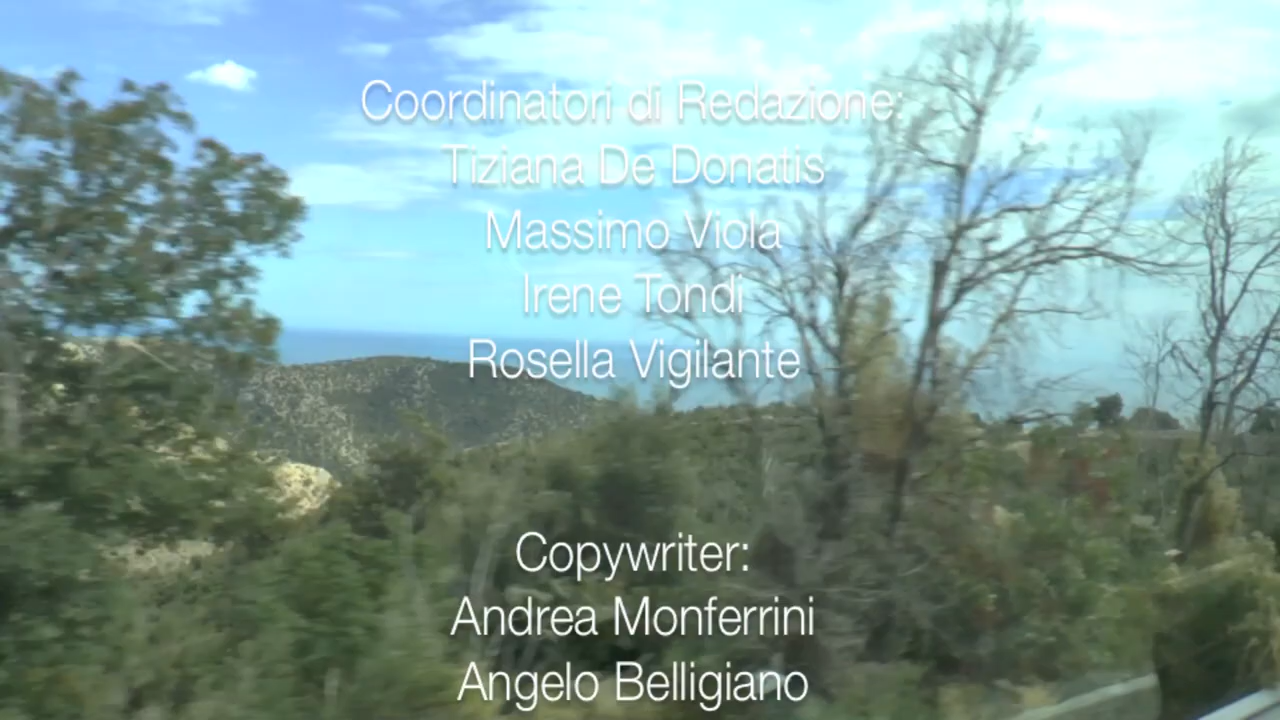 Coordinatori di Redazione:
Tiziana De Donatis
Massimo Viola
Irene Tondi
Rosella Vigilante
Copywriter:
Andrea Monferrini
Angelo Belligiano